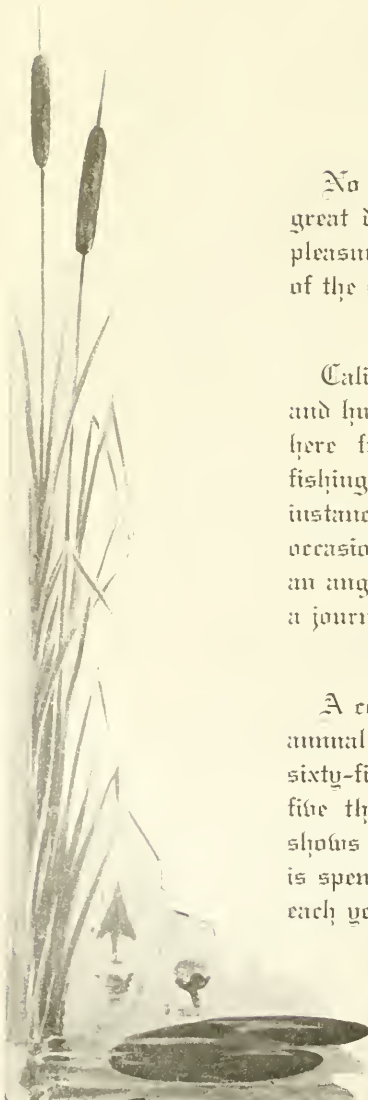 No
great d
pleasur
of the
Cali
and hu
here f
fishing
instanc
occasio
an ang
a journ
A c
annual
sixty-fi
five th
shows
is spen
each ye